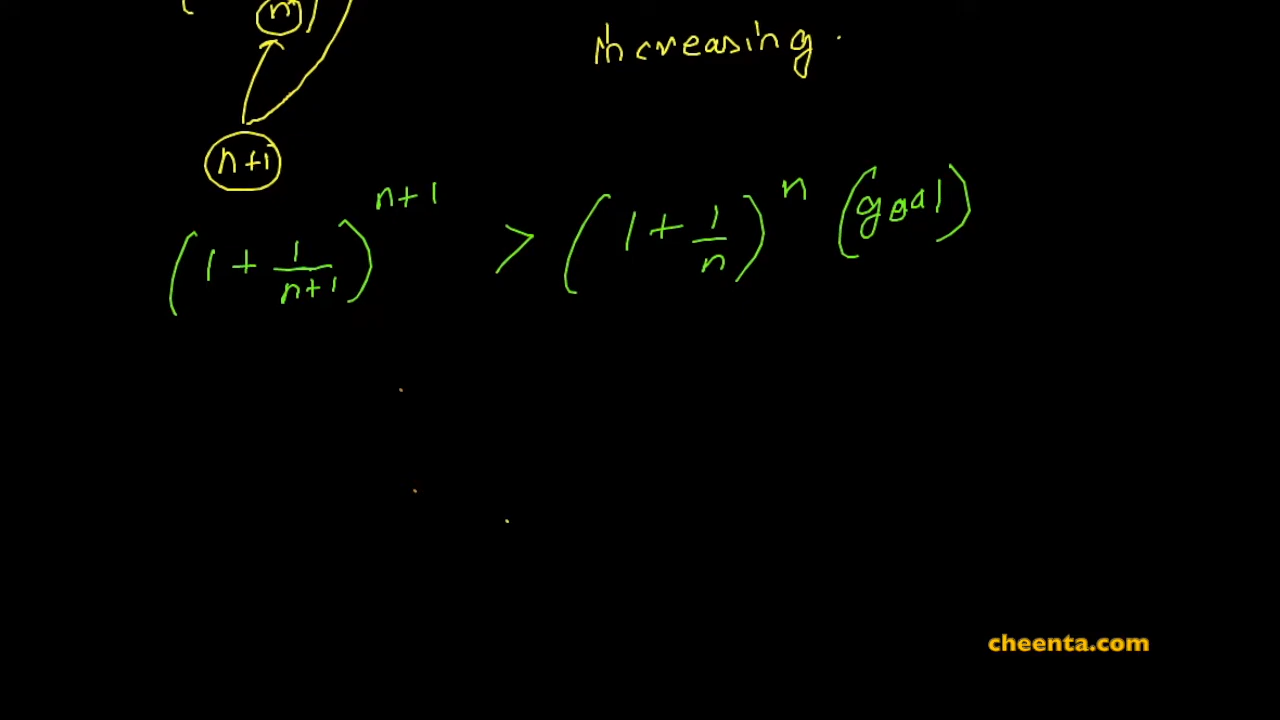 (n)
increasing.
n+1
(1 + 1/(n+1))^(n+1) > (1 + 1/n)^n (goal)
cheenta.com